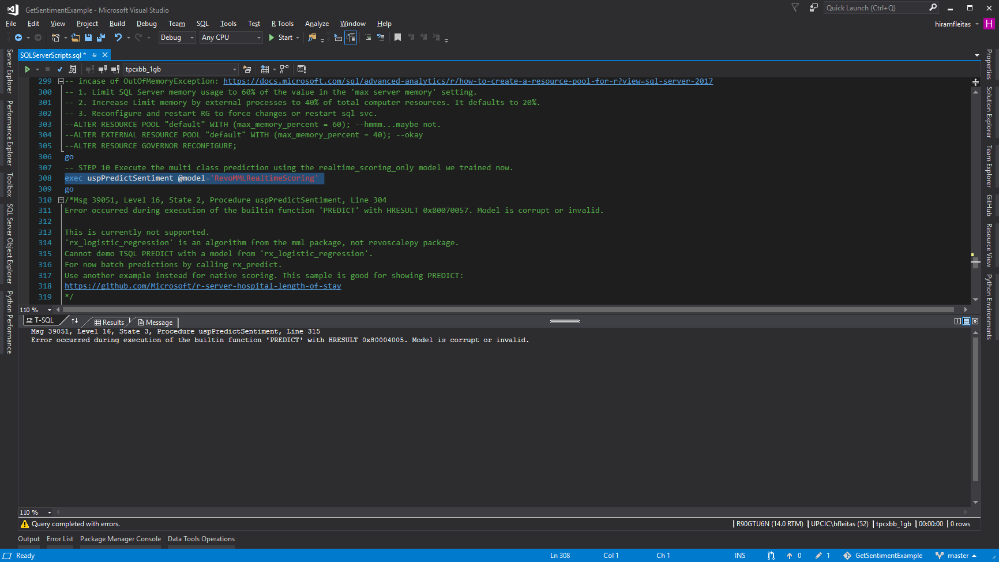 GetSentimentExample - Microsoft Visual Studio
Quick Launch (Ctrl+Q)
File Edit View Project Build Debug Team SQL Tools Test R Tools Analyze Window Help
hiramfleitas H
Debug Any CPU Start
SQLServerScripts.sql *
tpcxbb_1gb
299 -- incase of OutOfMemoryException: https://docs.microsoft.com/sql/advanced-analytics/r/how-to-create-a-resource-pool-for-r?view=sql-server-2017
300 -- 1. Limit SQL Server memory usage to 60% of the value in the 'max server memory' setting.
301 -- 2. Increase Limit memory by external processes to 40% of total computer resources. It defaults to 20%.
302 -- 3. Reconfigure and restart RG to force changes or restart sql svc.
303 --ALTER RESOURCE POOL "default" WITH (max_memory_percent = 60); --hmmm...maybe not.
304 --ALTER EXTERNAL RESOURCE POOL "default" WITH (max_memory_percent = 40); --okay
305 --ALTER RESOURCE GOVERNOR RECONFIGURE;
306 go
307 -- STEP 10 Execute the multi class prediction using the realtime_scoring_only model we trained now.
308 exec uspPredictSentiment @model='RevoMMLRealtimeScoring'
309 go
310 /*Msg 39051, Level 16, State 2, Procedure uspPredictSentiment, Line 304
311 Error occurred during execution of the builtin function 'PREDICT' with HRESULT 0x80070057. Model is corrupt or invalid.
312
313 This is currently not supported.
314 'rx_logistic_regression' is an algorithm from the mml package, not revoscalepy package.
315 Cannot demo TSQL PREDICT with a model from 'rx_logistic_regression'.
316 For now batch predictions by calling rx_predict.
317 Use another example instead for native scoring. This sample is good for showing PREDICT:
318 https://github.com/Microsoft/r-server-hospital-length-of-stay
319 */
110 %
T-SQL Results Message
Msg 39051, Level 16, State 3, Procedure uspPredictSentiment, Line 315
Error occurred during execution of the builtin function 'PREDICT' with HRESULT 0x80004005. Model is corrupt or invalid.
110 %
Query completed with errors.
R90GTU6N (14.0 RTM) UPCIC\hfleitas (52) tpcxbb_1gb 00:00:00 0 rows
Output Error List Package Manager Console Data Tools Operations
Ready Ln 308 Col 1 Ch 1 INS 0 1 GetSentimentExample master
Server Explorer
Performance Explorer
Toolbox
SQL Server Object Explorer
Python Performance
Properties
Solution Explorer
Team Explorer
GitHub
Resource View
Python Environments